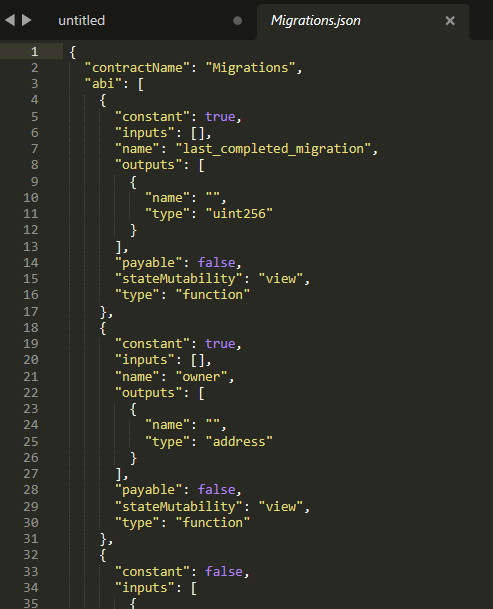 untitled
Migrations.json
1 {
2 "contractName": "Migrations",
3 "abi": [
4 {
5 "constant": true,
6 "inputs": [],
7 "name": "last_completed_migration",
8 "outputs": [
9 {
10 "name": "",
11 "type": "uint256"
12 }
13 ],
14 "payable": false,
15 "stateMutability": "view",
16 "type": "function"
17 },
18 {
19 "constant": true,
20 "inputs": [],
21 "name": "owner",
22 "outputs": [
23 {
24 "name": "",
25 "type": "address"
26 }
27 ],
28 "payable": false,
29 "stateMutability": "view",
30 "type": "function"
31 },
32 {
33 "constant": false,
34 "inputs": [
35 {